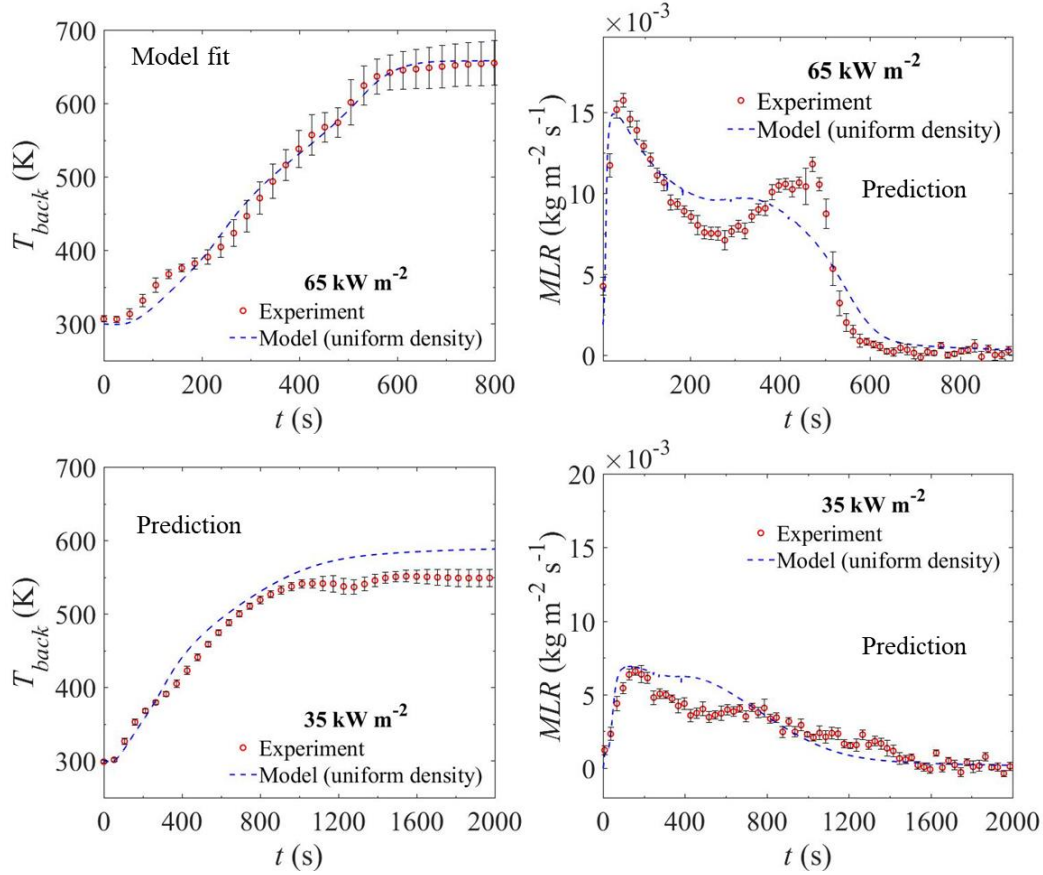 700
600
500
400
300
T_back (K)
Model fit
65 kW m⁻²
Experiment
Model (uniform density)
0 200 400 600 800
t (s)
×10⁻³
15
10
5
0
MLR (kg m⁻² s⁻¹)
65 kW m⁻²
Experiment
Model (uniform density)
Prediction
200 400 600 800
t (s)
700
600
500
400
300
T_back (K)
Prediction
35 kW m⁻²
Experiment
Model (uniform density)
0 400 800 1200 1600 2000
t (s)
×10⁻³
20
15
10
5
0
MLR (kg m⁻² s⁻¹)
35 kW m⁻²
Experiment
Model (uniform density)
Prediction
0 400 800 1200 1600 2000
t (s)